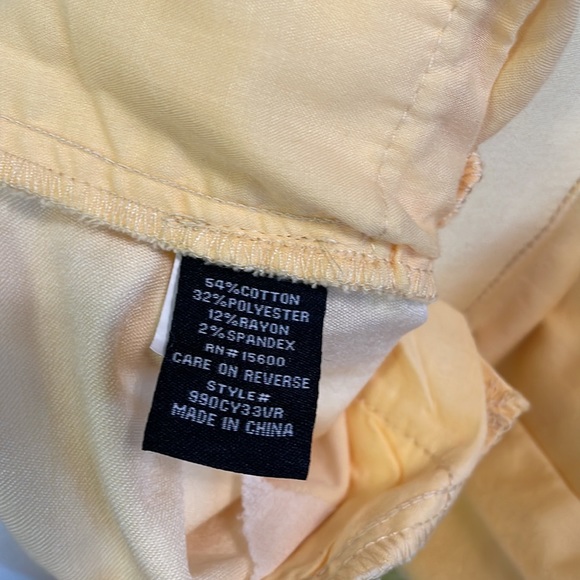 54%COTTON
32%POLYESTER
12%RAYON
2%SPANDEX
RN#15600
CARE ON REVERSE
STYLE#
990CY33VR
MADE IN CHINA